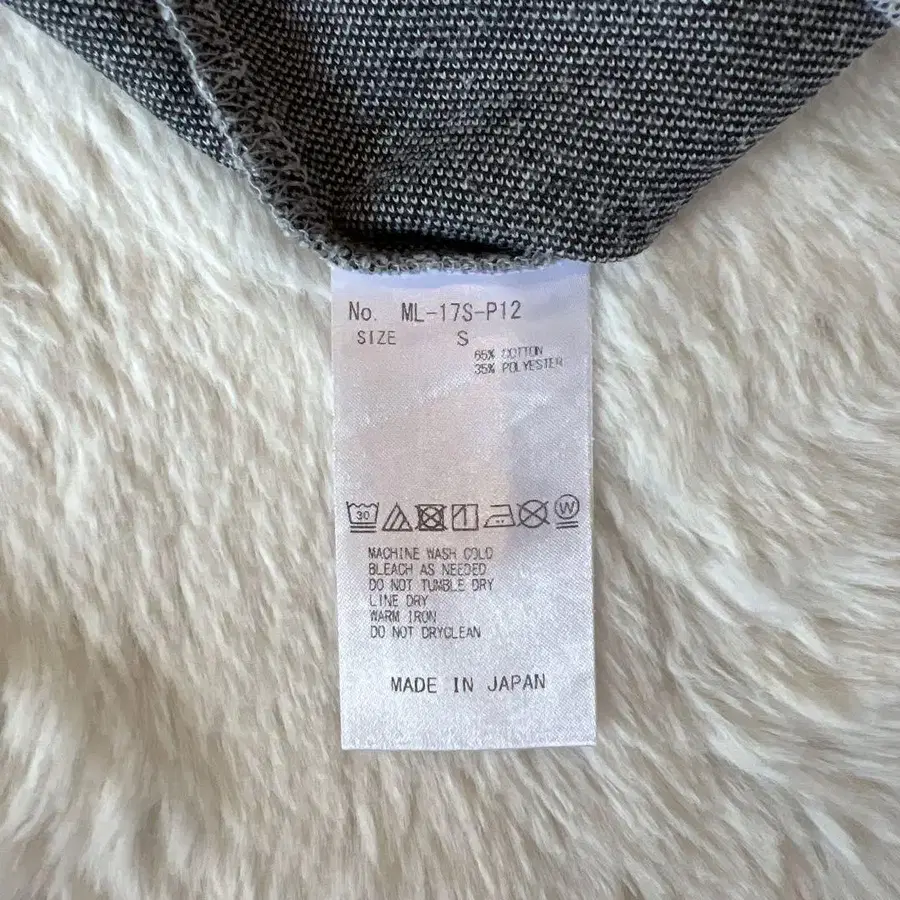 No. ML-17S-P12
SIZE S
65% COTTON
35% POLYESTER
30 W
MACHINE WASH COLD
BLEACH AS NEEDED
DO NOT TUMBLE DRY
LINE DRY
WARM IRON
DO NOT DRYCLEAN
MADE IN JAPAN